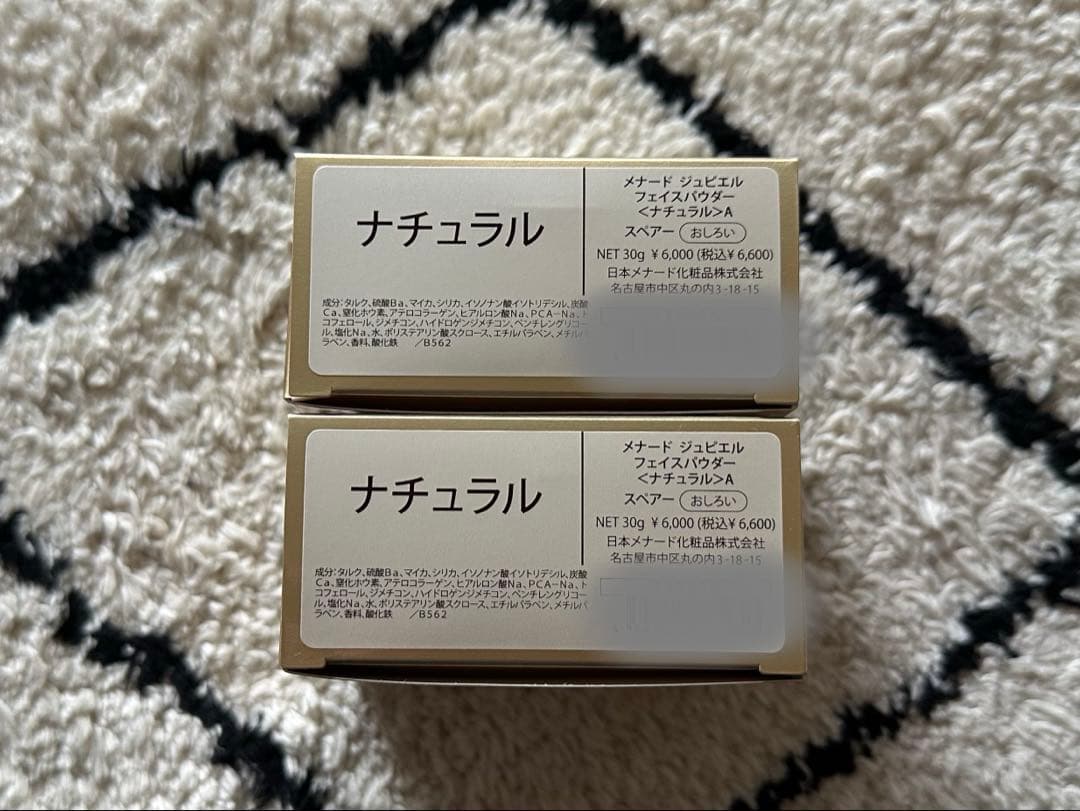 ナチュラル
メナード ジュピエル
フェイスパウダー
<ナチュラル>A
スペアー おしろい
NET 30g ¥6,000 (税込¥6,600)
日本メナード化粧品株式会社
名古屋市中区丸の内3-18-15
成分:タルク、硫酸Ba、マイカ、シリカ、イソノナン酸イソトリデシル、炭酸
Ca、窒化ホウ素、アテロコラーゲン、ヒアルロン酸Na、PCA-Na、ト
コフェロール、ジメチコン、ハイドロゲンジメチコン、ペンチレングリコー
ル、塩化Na、水、ポリステアリン酸スクロース、エチルパラベン、メチルパ
ラベン、香料、酸化鉄 /B562
ナチュラル
メナード ジュピエル
フェイスパウダー
<ナチュラル>A
スペアー おしろい
NET 30g ¥6,000 (税込¥6,600)
日本メナード化粧品株式会社
名古屋市中区丸の内3-18-15
成分:タルク、硫酸Ba、マイカ、シリカ、イソノナン酸イソトリデシル、炭酸
Ca、窒化ホウ素、アテロコラーゲン、ヒアルロン酸Na、PCA-Na、ト
コフェロール、ジメチコン、ハイドロゲンジメチコン、ペンチレングリコー
ル、塩化Na、水、ポリステアリン酸スクロース、エチルパラベン、メチルパ
ラベン、香料、酸化鉄 /B562